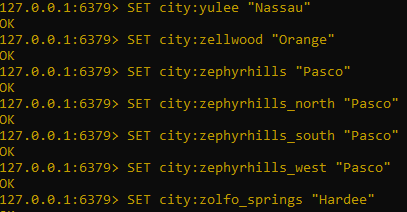 127.0.0.1:6379> SET city:yulee "Nassau"
OK
127.0.0.1:6379> SET city:zellwood "Orange"
OK
127.0.0.1:6379> SET city:zephyrhills "Pasco"
OK
127.0.0.1:6379> SET city:zephyrhills_north "Pasco"
OK
127.0.0.1:6379> SET city:zephyrhills_south "Pasco"
OK
127.0.0.1:6379> SET city:zephyrhills_west "Pasco"
OK
127.0.0.1:6379> SET city:zolfo_springs "Hardee"